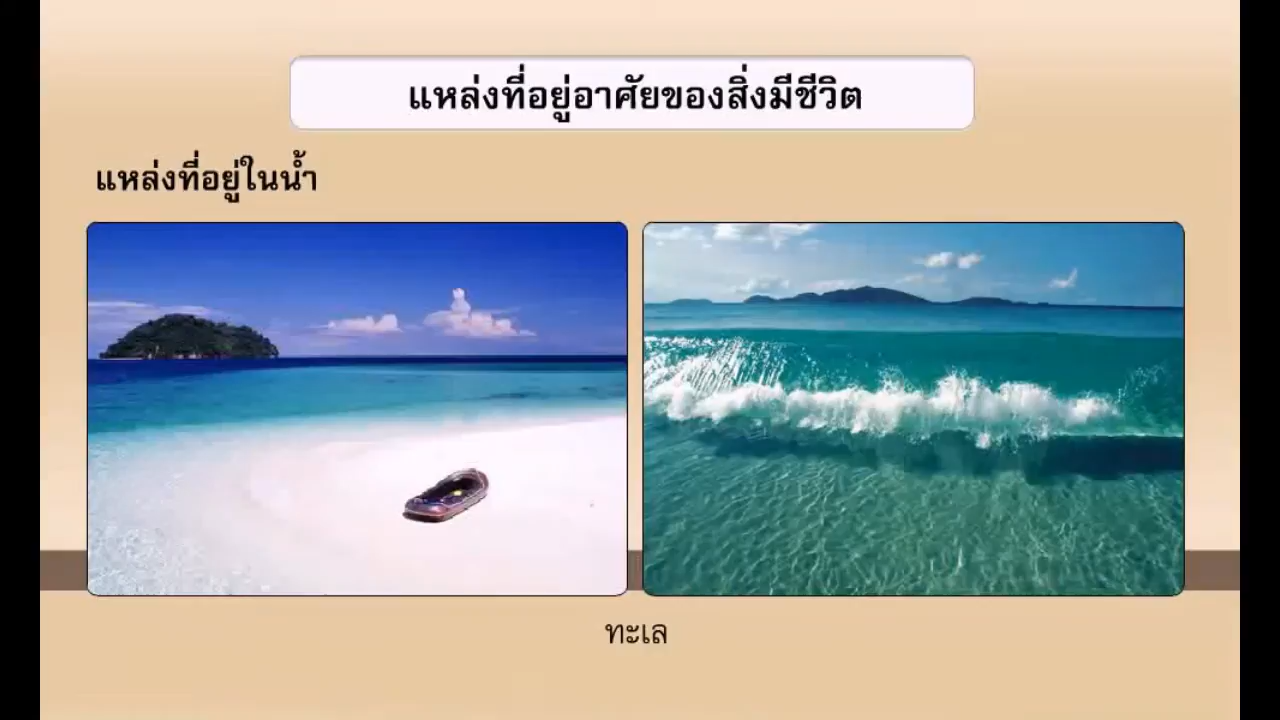 แหล่งที่อยู่อาศัยของสิ่งมีชีวิต
แหล่งที่อยู่ในน้ำ
ทะเล